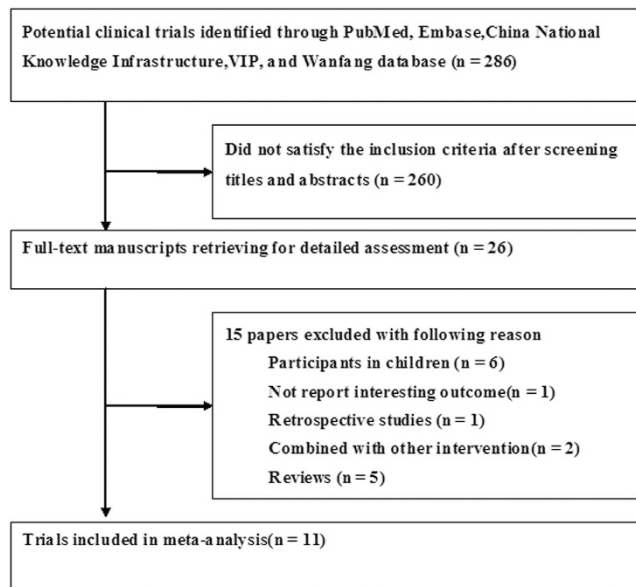 Potential clinical trials identified through PubMed, Embase,China National
Knowledge Infrastructure,VIP, and Wanfang database (n = 286)
Did not satisfy the inclusion criteria after screening
titles and abstracts (n = 260)
Full-text manuscripts retrieving for detailed assessment (n = 26)
15 papers excluded with following reason
Participants in children (n = 6)
Not report interesting outcome(n = 1)
Retrospective studies (n = 1)
Combined with other intervention(n = 2)
Reviews (n = 5)
Trials included in meta-analysis(n = 11)